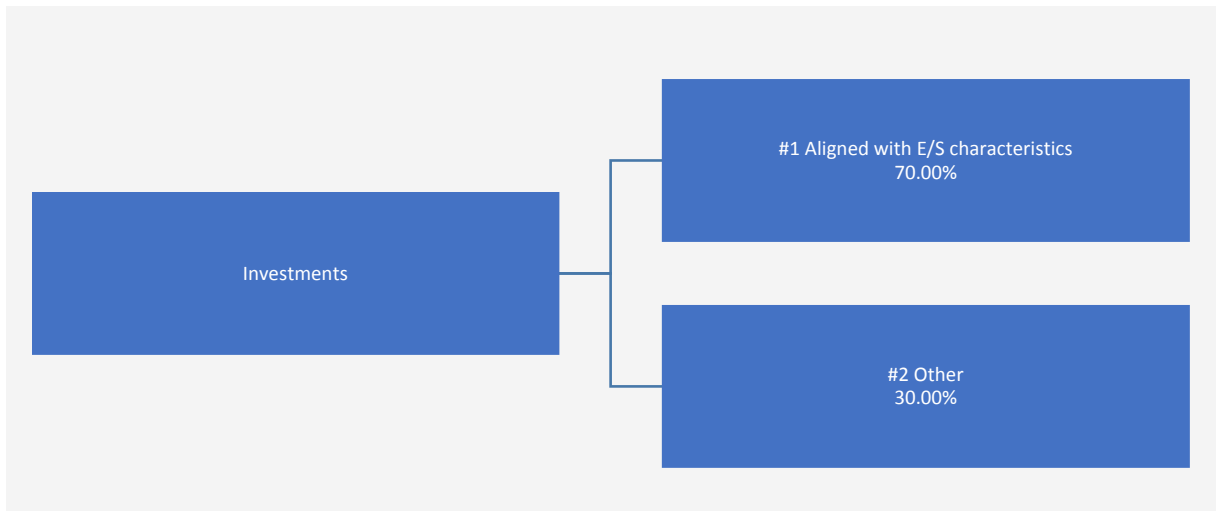 Investments
#1 Aligned with E/S characteristics
70.00%
#2 Other
30.00%